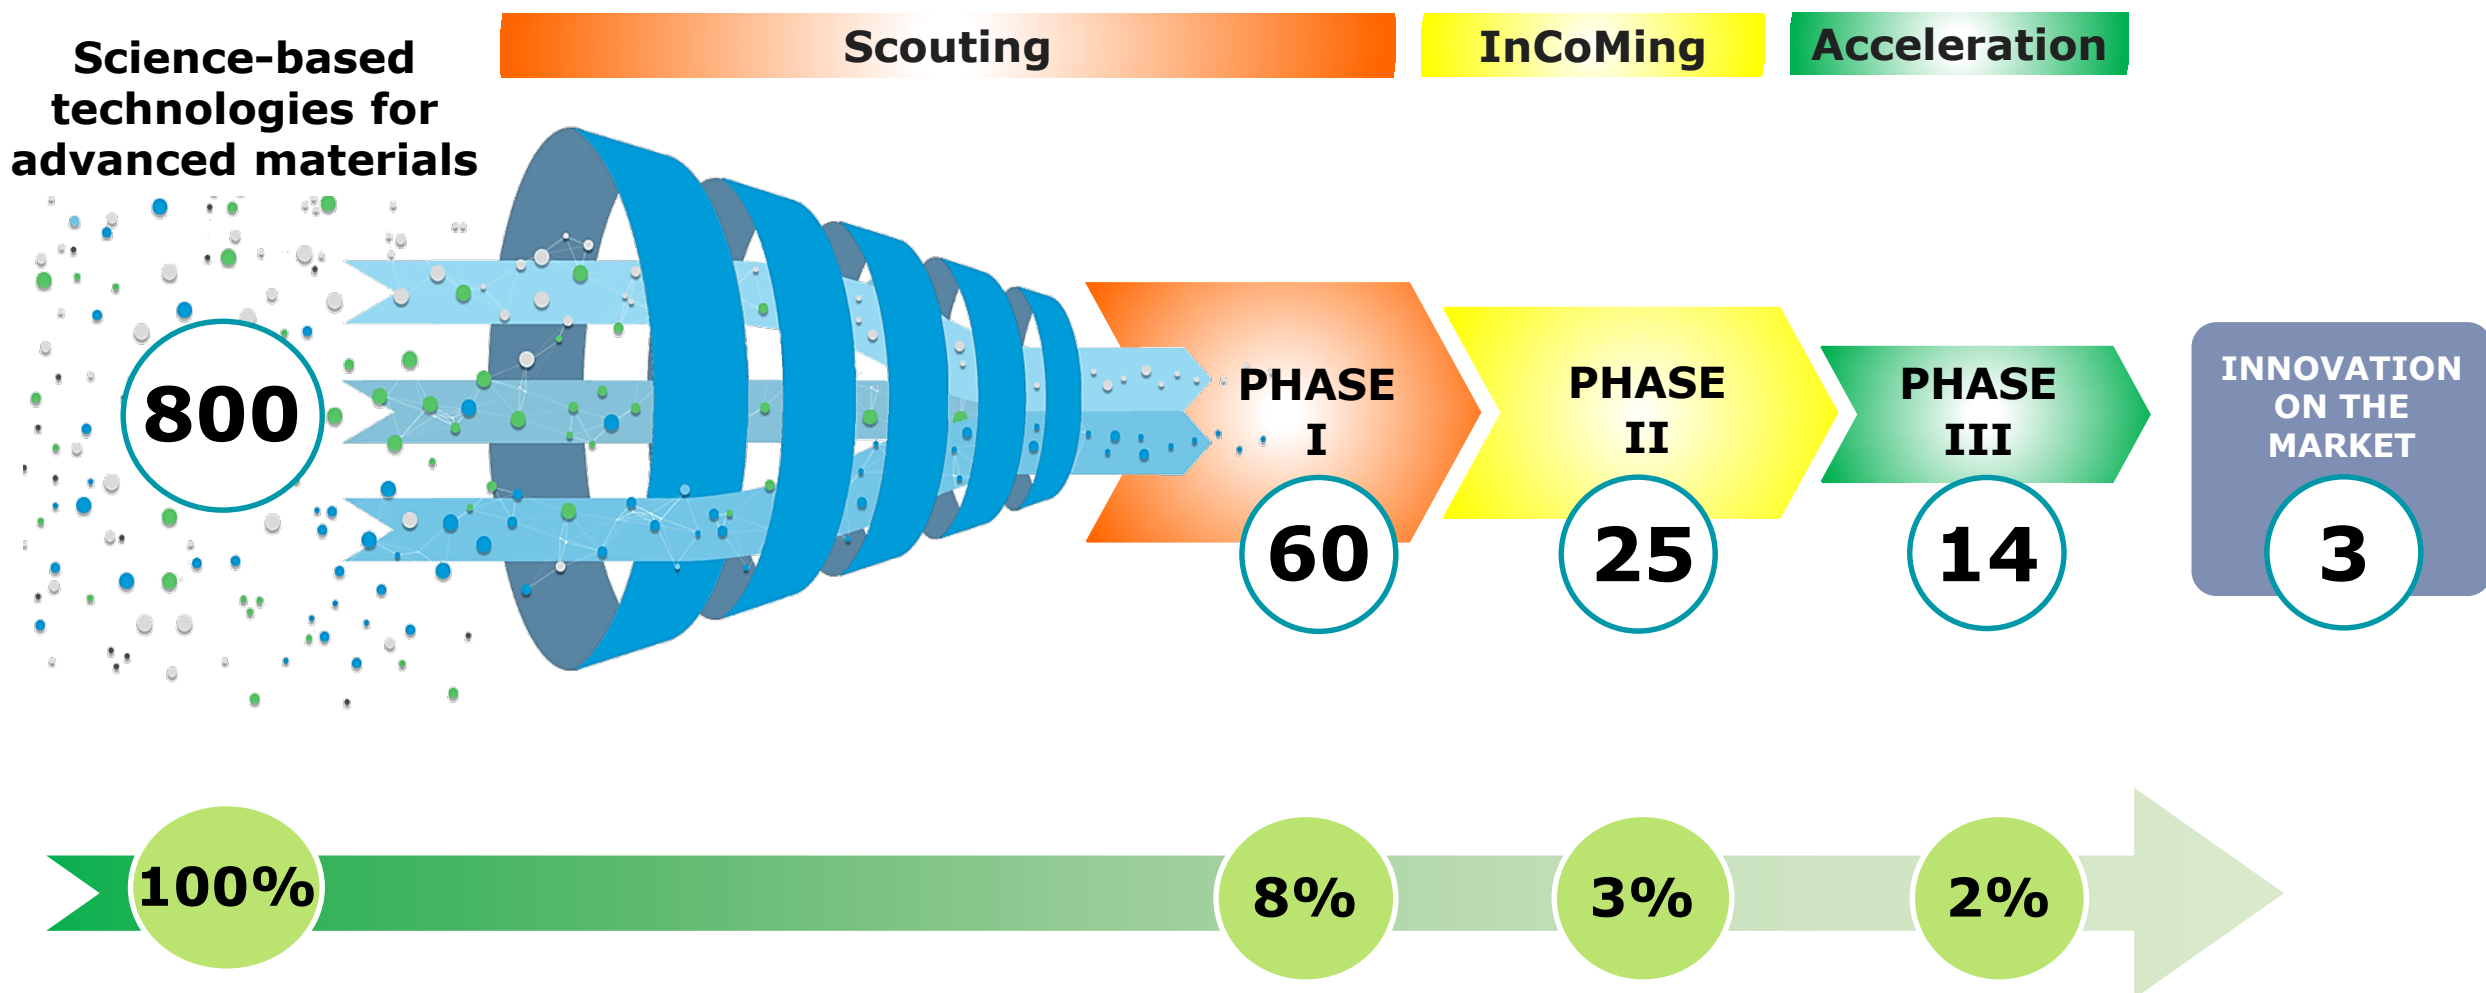 Science-based
technologies for
advanced materials
Scouting
InCoMing
Acceleration
800
PHASE
I
60
PHASE
II
25
PHASE
III
14
INNOVATION
ON THE
MARKET
3
100%
8%
3%
2%